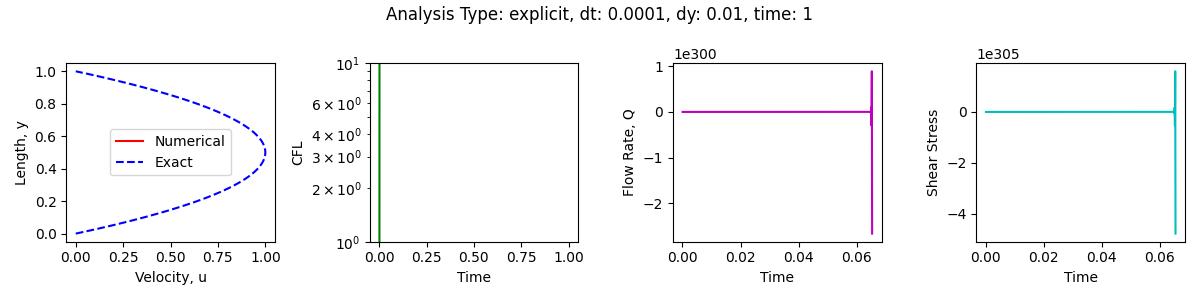 Analysis Type: explicit, dt: 0.0001, dy: 0.01, time: 1
Length, y
1.0
0.8
0.6
0.4
0.2
0.0
Numerical
Exact
0.00 0.25 0.50 0.75 1.00
Velocity, u
CFL
10¹
6 × 10⁰
4 × 10⁰
3 × 10⁰
2 × 10⁰
10⁰
0.00 0.25 0.50 0.75 1.00
Time
1e300
Flow Rate, Q
1
0
−1
−2
0.00 0.02 0.04 0.06
Time
1e305
Shear Stress
0
−2
−4
0.00 0.02 0.04 0.06
Time